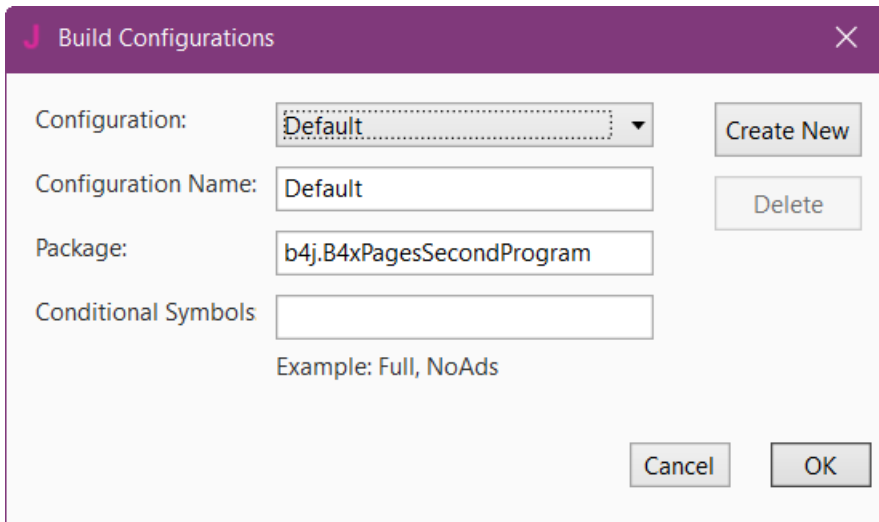 J Build Configurations
Configuration: Default Create New
Configuration Name: Default Delete
Package: b4j.B4xPagesSecondProgram
Conditional Symbols
Example: Full, NoAds
Cancel OK